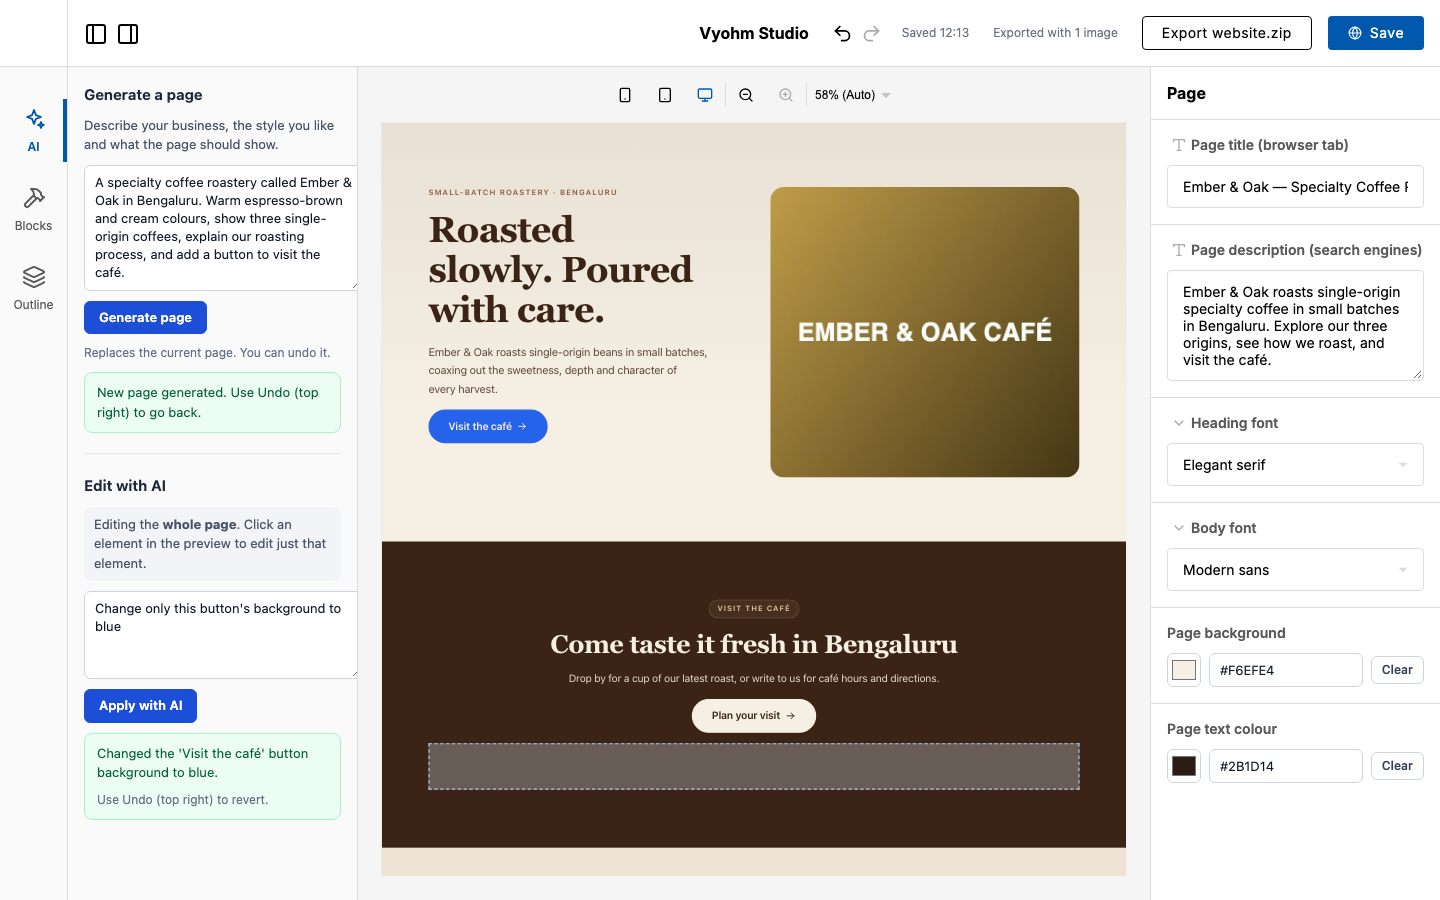 Vyohm Studio
Saved 12:13
Exported with 1 image
Export website.zip
Save
AI
Blocks
Outline
Generate a page
Describe your business, the style you like
and what the page should show.
A specialty coffee roastery called Ember &
Oak in Bengaluru. Warm espresso-brown
and cream colours, show three single-
origin coffees, explain our roasting
process, and add a button to visit the
café.
Generate page
Replaces the current page. You can undo it.
New page generated. Use Undo (top
right) to go back.
Edit with AI
Editing the whole page. Click an
element in the preview to edit just that
element.
Change only this button's background to
blue
Apply with AI
Changed the 'Visit the café' button
background to blue.
Use Undo (top right) to revert.
58% (Auto)
SMALL-BATCH ROASTERY · BENGALURU
Roasted
slowly. Poured
with care.
Ember & Oak roasts single-origin beans in small batches,
coaxing out the sweetness, depth and character of
every harvest.
Visit the café →
EMBER & OAK CAFÉ
VISIT THE CAFÉ
Come taste it fresh in Bengaluru
Drop by for a cup of our latest roast, or write to us for café hours and directions.
Plan your visit →
Page
Page title (browser tab)
Ember & Oak — Specialty Coffee
Page description (search engines)
Ember & Oak roasts single-origin
specialty coffee in small batches
in Bengaluru. Explore our three
origins, see how we roast, and
visit the café.
Heading font
Elegant serif
Body font
Modern sans
Page background
#F6EFE4
Clear
Page text colour
#2B1D14
Clear